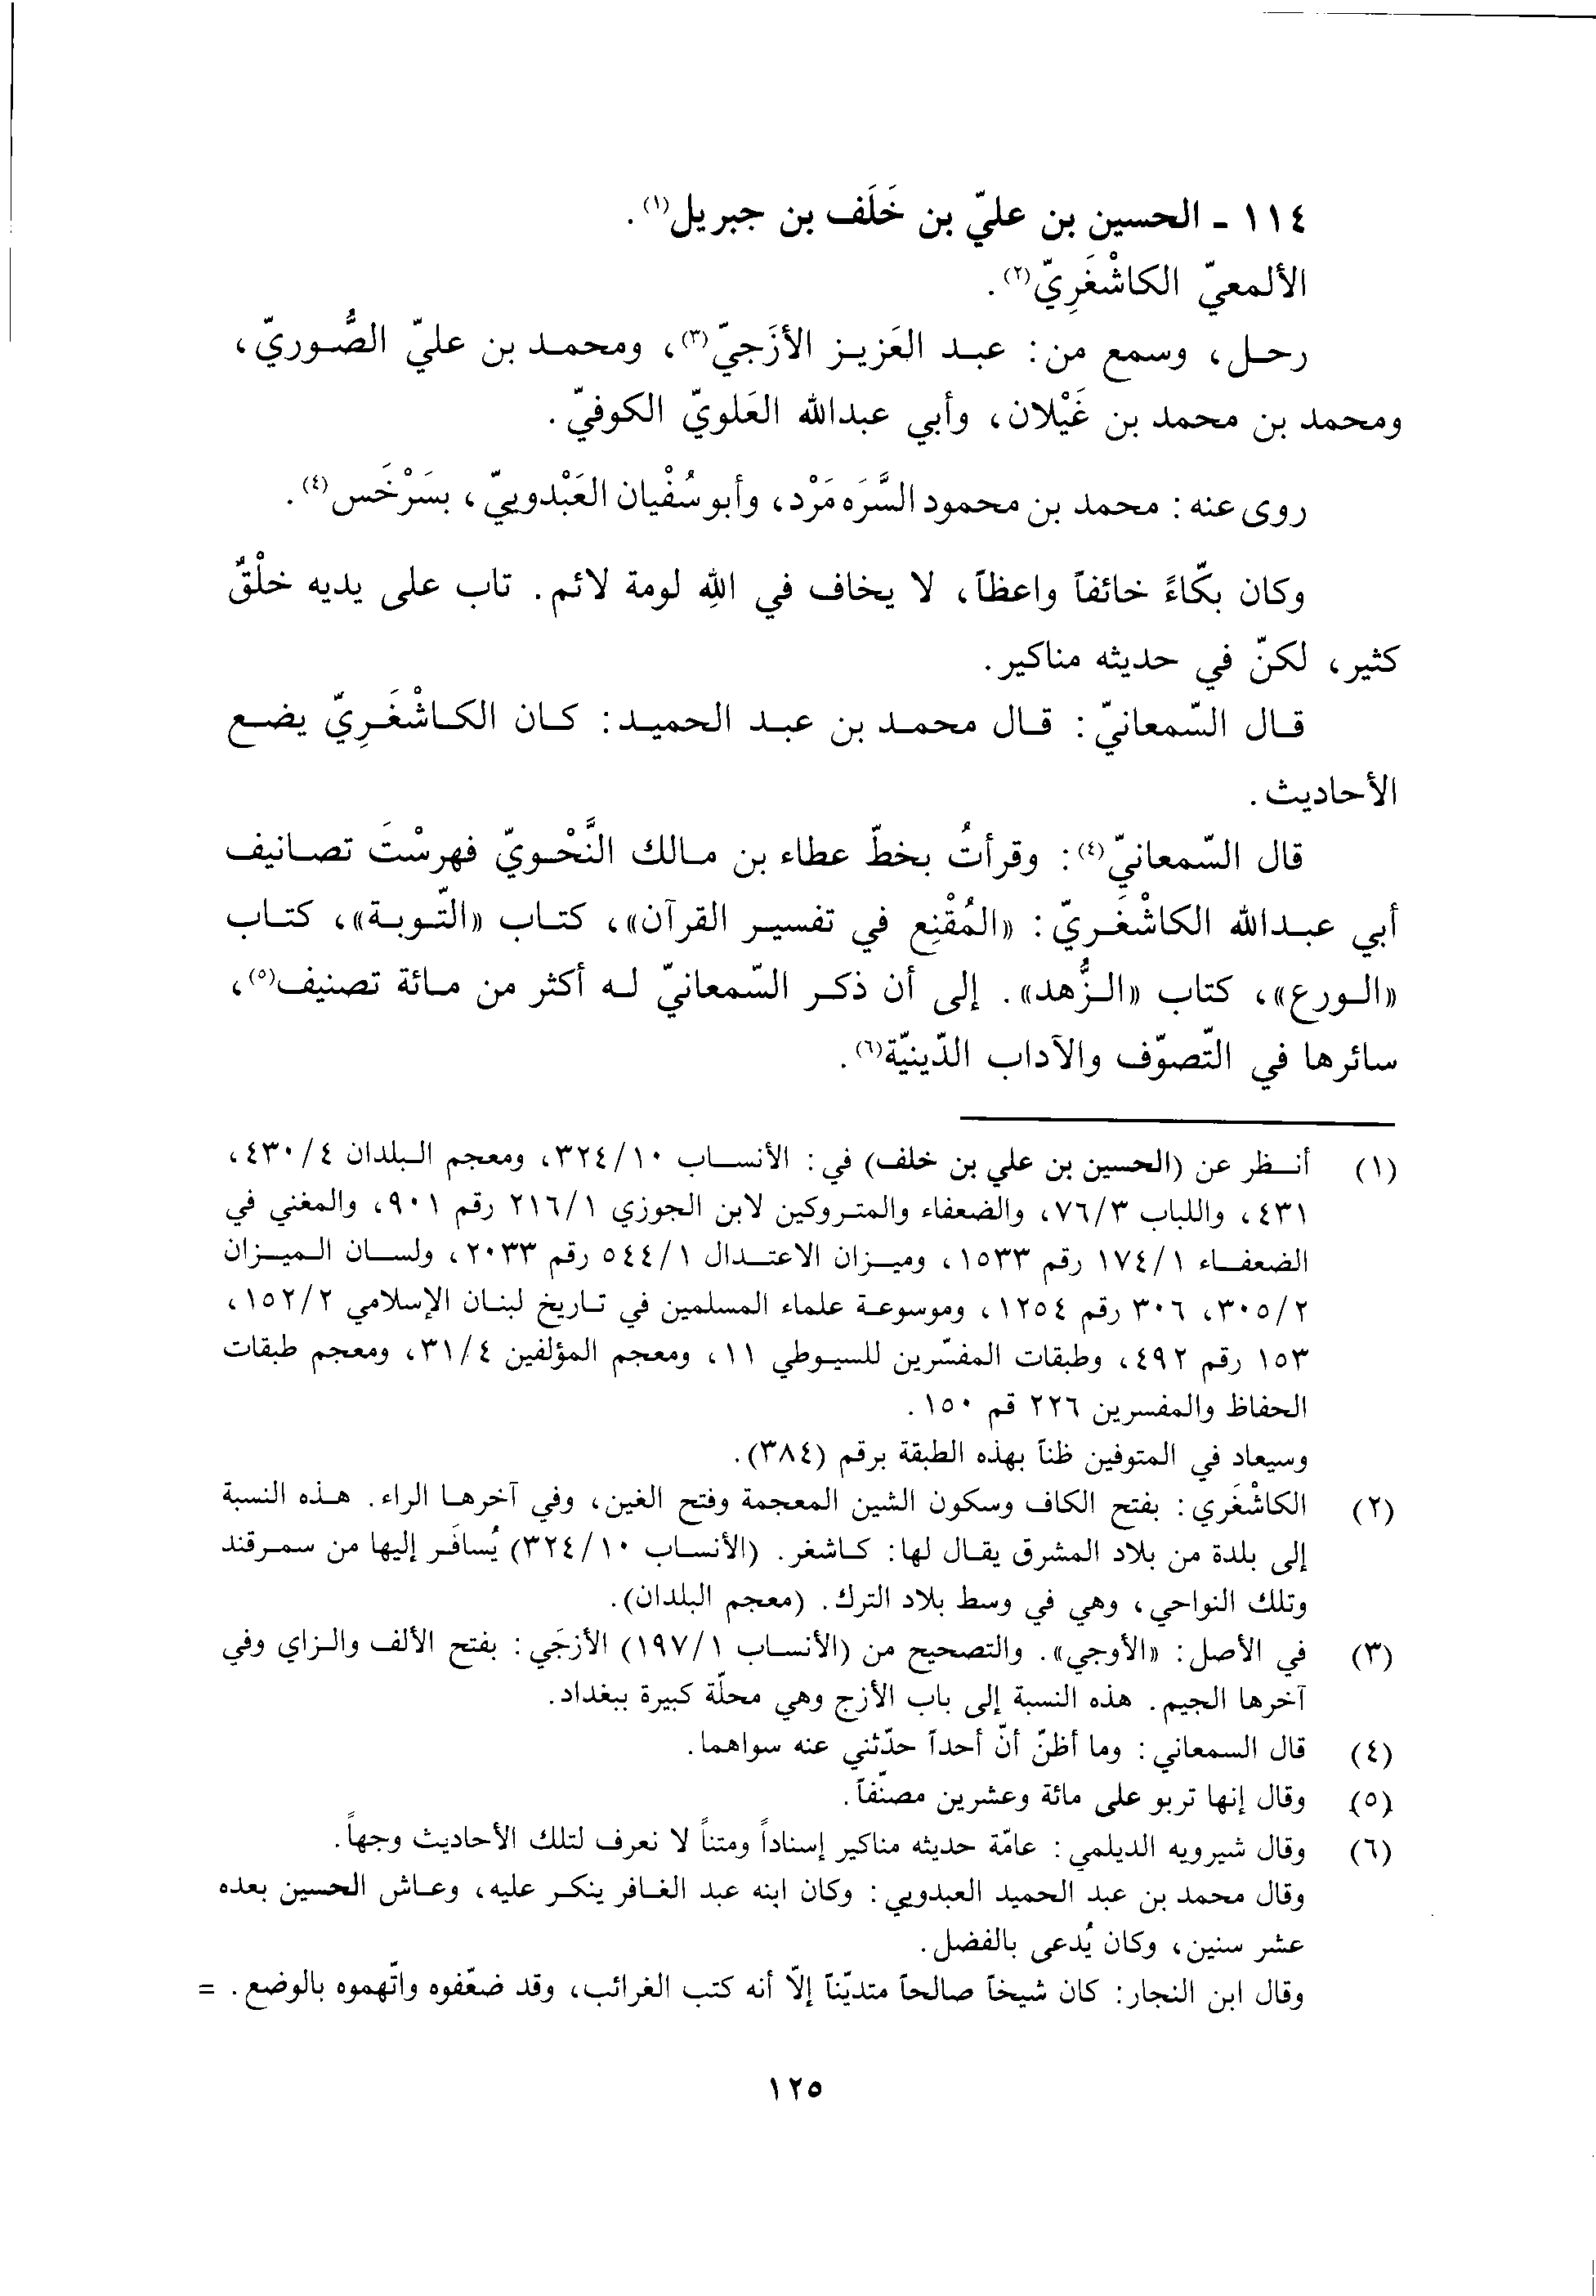 ١١٤ - الحسين بن عليّ بن خَلَف بن جبريل(١).
الألمعيّ الكاشْغَرِيّ(٢).
رحل، وسمع من: عبد العَزيز الأزَجيّ(٣)، ومحمد بن عليّ الصُّوريّ،
ومحمد بن محمد بن غَيْلان، وأبي عبدالله العَلويّ الكوفيّ.
روى عنه: محمد بن محمود السَّرَه مَرْد، وأبو سُفْيان العَبْدوييّ، بسَرْخَس(٤).
وكان بكّاءً خائفاً واعظاً، لا يخاف في اللهِ لومة لائم. تاب على يديه خلْقٌ
كثير، لكنّ في حديثه مناكير.
قال السّمعانيّ: قال محمد بن عبد الحميد: كان الكاشْغَرِيّ يضع
الأحاديث.
قال السّمعانيّ(٤): وقرأتُ بخطّ عطاء بن مالك النَّحْويّ فهرسْتَ تصانيف
أبي عبدالله الكاشْغَريّ: «المُقْنِع في تفسير القرآن»، كتاب «التّوبة»، كتاب
«الورع»، كتاب «الزُّهد». إلى أن ذكر السّمعانيّ له أكثر من مائة تصنيف(٥)،
سائرها في التّصوّف والآداب الدّينيّة(٦).
(١) أنظر عن (الحسين بن علي بن خلف) في: الأنساب ٣٢٤/١٠، ومعجم البلدان ٤٣٠/٤،
٤٣١، واللباب ٧٦/٣، والضعفاء والمتروكين لابن الجوزي ٢١٦/١ رقم ٩٠١، والمغني في
الضعفاء ١٧٤/١ رقم ١٥٣٣، وميزان الاعتدال ٥٤٤/١ رقم ٢٠٣٣، ولسان الميزان
٣٠٥/٢، ٣٠٦ رقم ١٢٥٤، وموسوعة علماء المسلمين في تاريخ لبنان الإسلامي ١٥٢/٢،
١٥٣ رقم ٤٩٢، وطبقات المفسّرين للسيوطي ١١، ومعجم المؤلفين ٣١/٤، ومعجم طبقات
الحفاظ والمفسرين ٢٢٦ قم ١٥٠.
وسيعاد في المتوفين ظناً بهذه الطبقة برقم (٣٨٤).
(٢) الكاشْغَري: بفتح الكاف وسكون الشين المعجمة وفتح الغين، وفي آخرها الراء. هذه النسبة
إلى بلدة من بلاد المشرق يقال لها: كاشغر. (الأنساب ٣٢٤/١٠) يُسافَر إليها من سمرقند
وتلك النواحي، وهي في وسط بلاد الترك. (معجم البلدان).
(٣) في الأصل: «الأوجي». والتصحيح من (الأنساب ١٩٧/١) الأزجَي: بفتح الألف والزاي وفي
آخرها الجيم. هذه النسبة إلى باب الأزج وهي محلّة كبيرة ببغداد.
(٤) قال السمعاني: وما أظنّ أنّ أحداً حدّثني عنه سواهما.
(٥) وقال إنها تربو على مائة وعشرين مصنّفاً.
(٦) وقال شيرويه الديلمي: عامّة حديثه مناكير إسناداً ومتناً لا نعرف لتلك الأحاديث وجهاً.
وقال محمد بن عبد الحميد العبدويي: وكان ابنه عبد الغافر ينكر عليه، وعاش الحسين بعده
عشر سنين، وكان يُدعى بالفضل.
وقال ابن النجار: كان شيخاً صالحاً متديّناً إلّا أنه كتب الغرائب، وقد ضعّفوه واتّهموه بالوضع. =
١٢٥